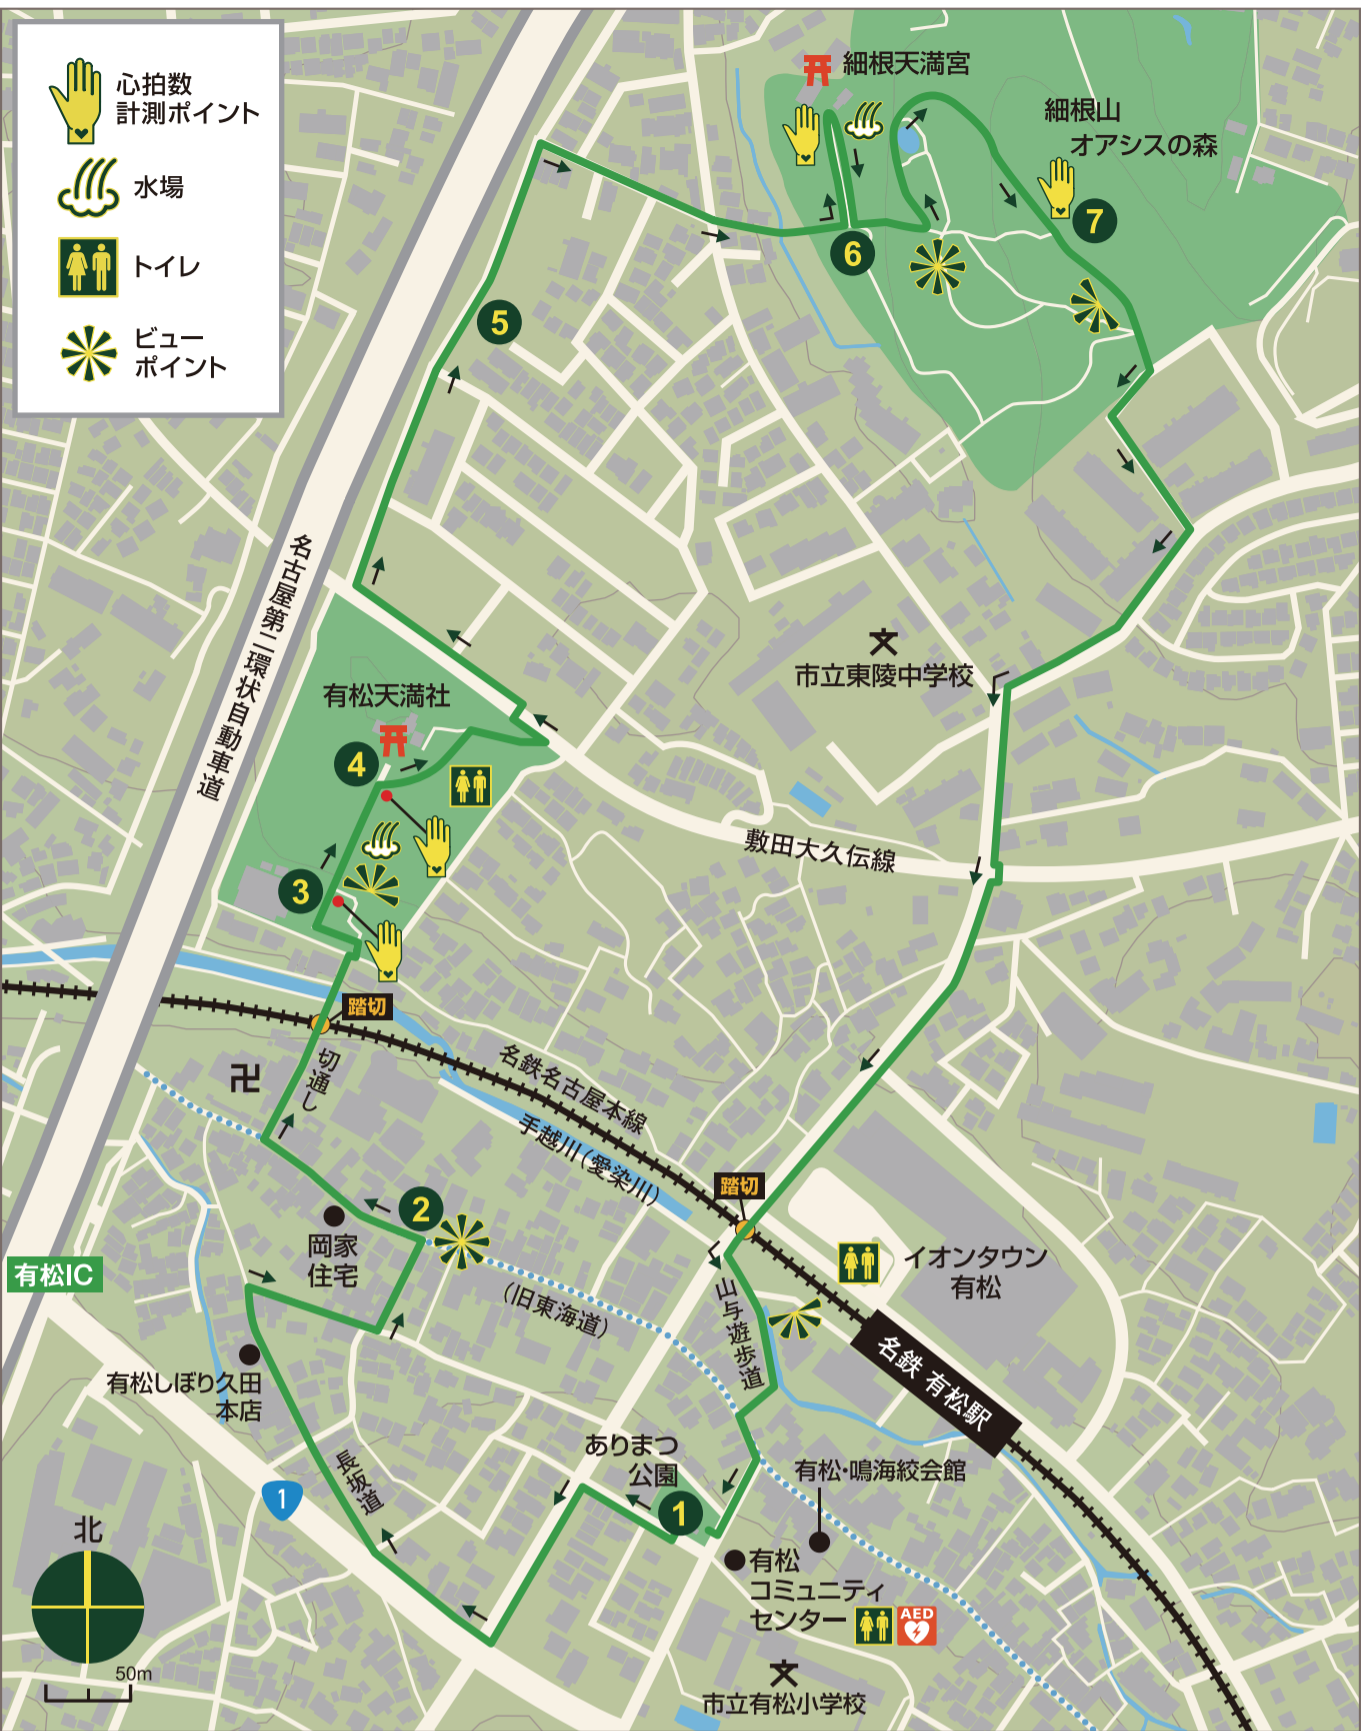 心拍数
計測ポイント
水場
トイレ
ビュー
ポイント
細根天満宮
細根山
オアシスの森
7
6
5
名古屋第二環状自動車道
市立東陵中学校
有松天満社
4
敷田大久伝線
3
踏切
切通し
名鉄名古屋本線
手越川(愛染川)
踏切
2
岡家
住宅
(旧東海道)
イオンタウン
有松
有松IC
山与遊歩道
名鉄 有松駅
有松しぼり久田
本店
長坂道
ありまつ
公園
1
有松・鳴海絞会館
1
有松
コミュニティ
センター
AED
北
50m
市立有松小学校